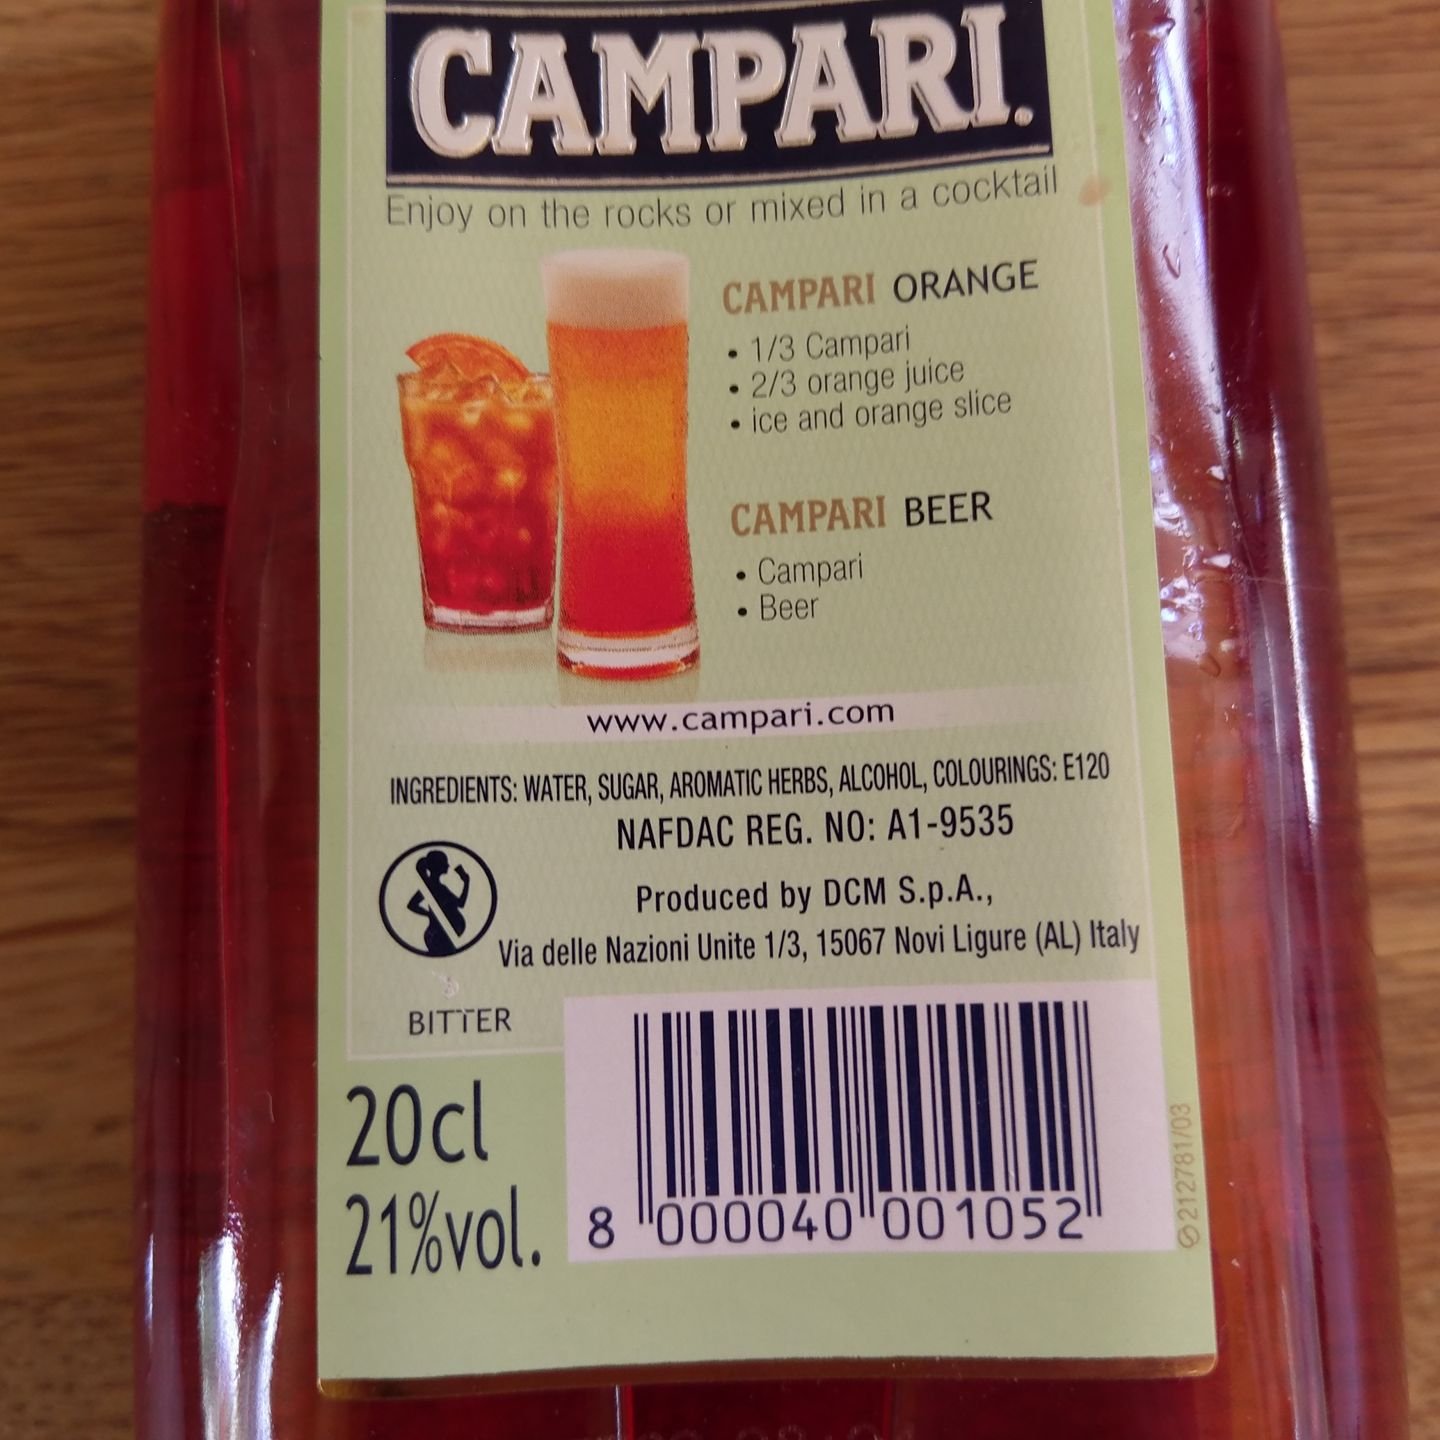 CAMPARI.
Enjoy on the rocks or mixed in a cocktail
CAMPARI ORANGE
• 1/3 Campari
• 2/3 orange juice
• ice and orange slice
CAMPARI BEER
• Campari
• Beer
www.campari.com
INGREDIENTS: WATER, SUGAR, AROMATIC HERBS, ALCOHOL, COLOURINGS: E120
NAFDAC REG. NO: A1-9535
Produced by DCM S.p.A.,
Via delle Nazioni Unite 1/3, 15067 Novi Ligure (AL) Italy
BITTER
20cl
21%vol.
8 000040 001052
212781/03